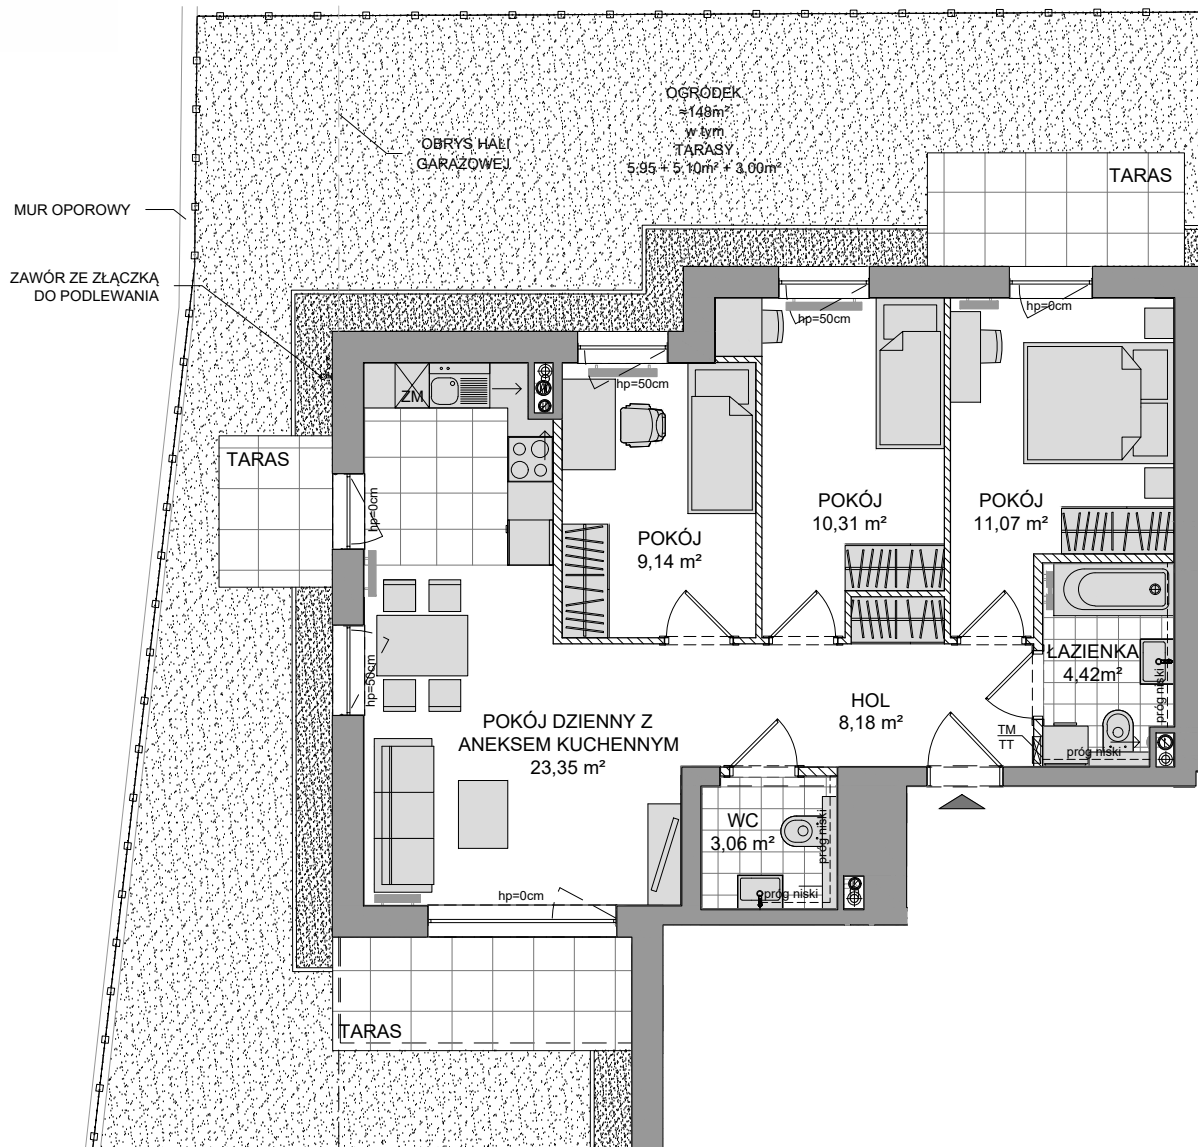 OGRÓDEK
≈148m²
w tym
TARASY
5,95 + 5,10m² + 3,00m²
OBRYS HALI
GARAŻOWEJ
TARAS
MUR OPOROWY
ZAWÓR ZE ZŁĄCZKĄ
DO PODLEWANIA
hp=50cm
hp=0cm
hp=50cm
ZM
TARAS
hp=0cm
POKÓJ
9,14 m²
POKÓJ
10,31 m²
POKÓJ
11,07 m²
hp=50cm
ŁAZIENKA
4,42m²
próg niski
próg niski
HOL
8,18 m²
TM
TT
POKÓJ DZIENNY Z
ANEKSEM KUCHENNYM
23,35 m²
WC
3,06 m²
próg niski
próg niski
hp=0cm
TARAS